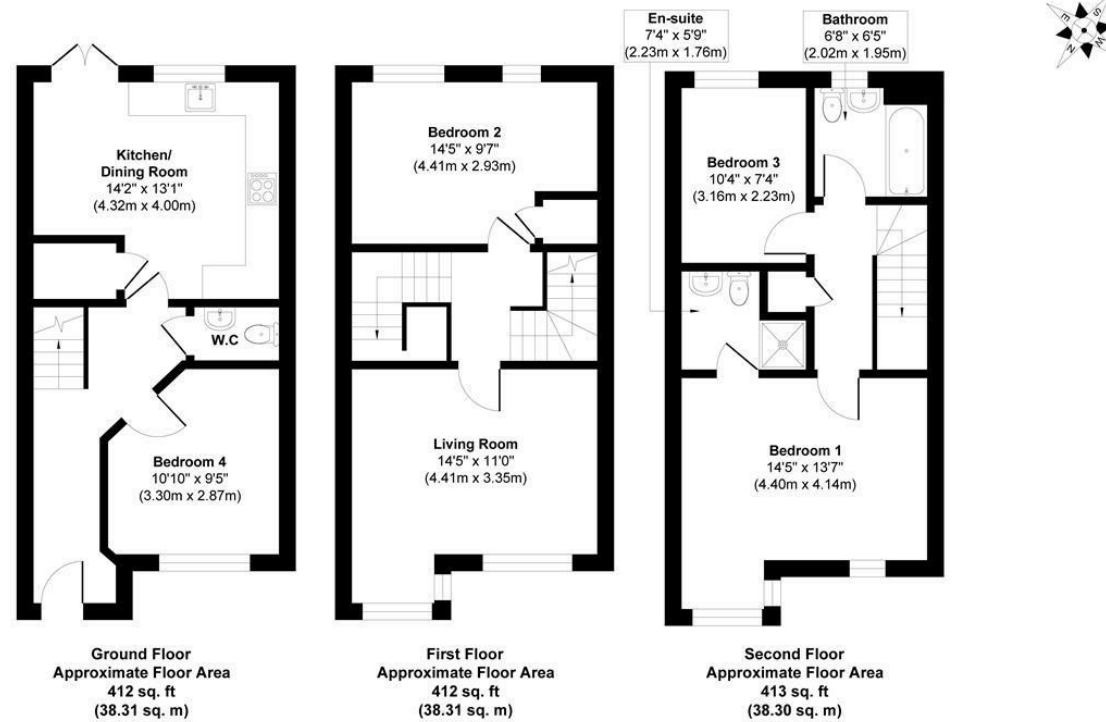 En-suite
7'4" x 5'9"
(2.23m x 1.76m)
Bathroom
6'8" x 6'5"
(2.02m x 1.95m)
E
S
N
W
Kitchen/
Dining Room
14'2" x 13'1"
(4.32m x 4.00m)
W.C
Bedroom 4
10'10" x 9'5"
(3.30m x 2.87m)
Bedroom 2
14'5" x 9'7"
(4.41m x 2.93m)
Living Room
14'5" x 11'0"
(4.41m x 3.35m)
Bedroom 3
10'4" x 7'4"
(3.16m x 2.23m)
Bedroom 1
14'5" x 13'7"
(4.40m x 4.14m)
Ground Floor
Approximate Floor Area
412 sq. ft
(38.31 sq. m)
First Floor
Approximate Floor Area
412 sq. ft
(38.31 sq. m)
Second Floor
Approximate Floor Area
413 sq. ft
(38.30 sq. m)